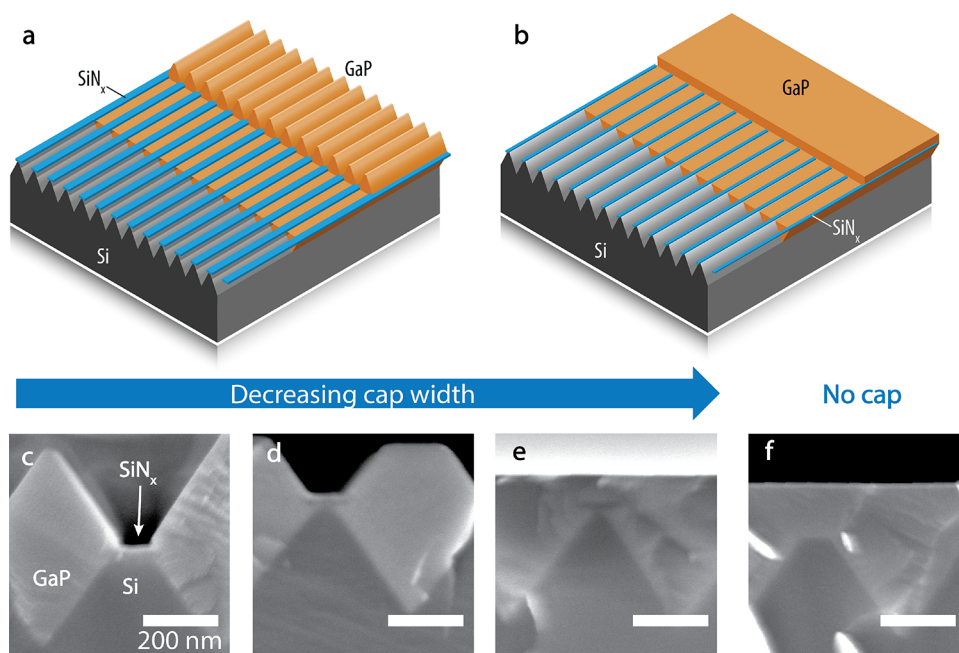 a
SiNx
GaP
Si
b
GaP
SiNx
Si
Decreasing cap width
No cap
c
SiNx
GaP
Si
200 nm
d
e
f